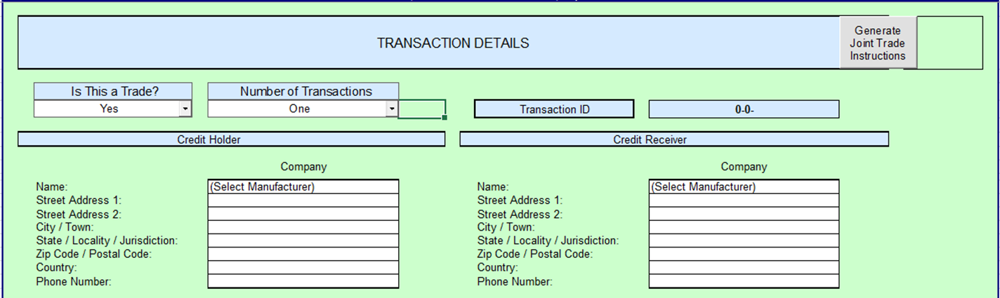 TRANSACTION DETAILS
Generate
Joint Trade
Instructions
Is This a Trade?
Number of Transactions
Yes
One
Transaction ID
0-0-
Credit Holder
Credit Receiver
Company
Company
Name:
(Select Manufacturer)
Name:
(Select Manufacturer)
Street Address 1:
Street Address 1:
Street Address 2:
Street Address 2:
City / Town:
City / Town:
State / Locality / Jurisdiction:
State / Locality / Jurisdiction:
Zip Code / Postal Code:
Zip Code / Postal Code:
Country:
Country:
Phone Number:
Phone Number: